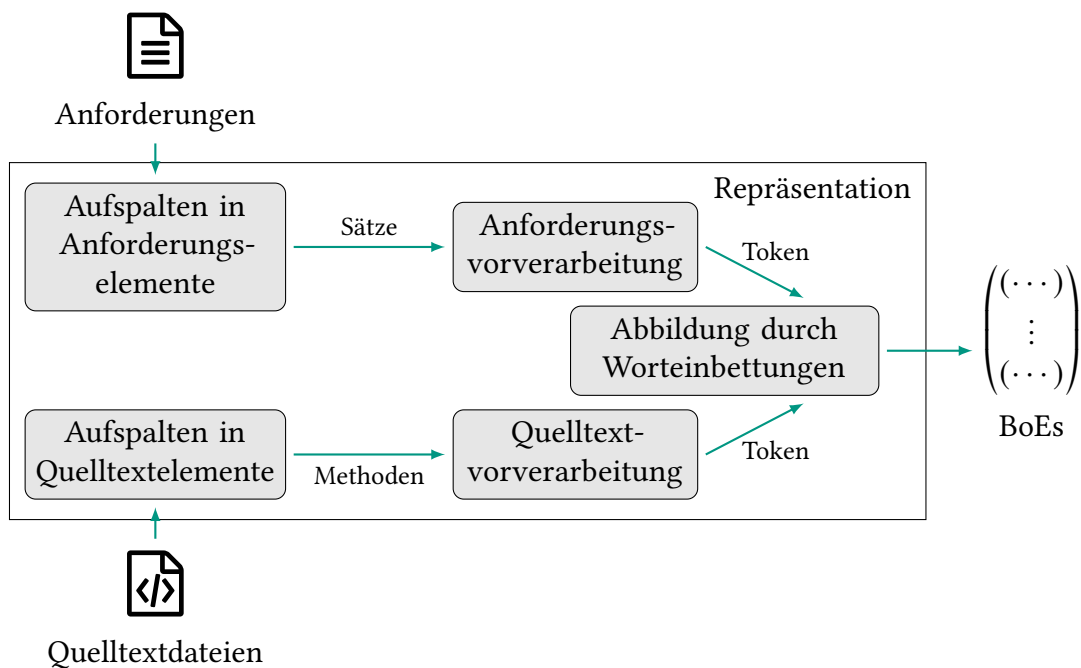 Anforderungen
Repräsentation
Aufspalten in
Anforderungs-
elemente
Sätze
Anforderungs-
vorverarbeitung
Token
Abbildung durch
Worteinbettungen
(···)
⋮
(···)
BoEs
Aufspalten in
Quelltextelemente
Methoden
Quelltext-
vorverarbeitung
Token
</>
Quelltextdateien